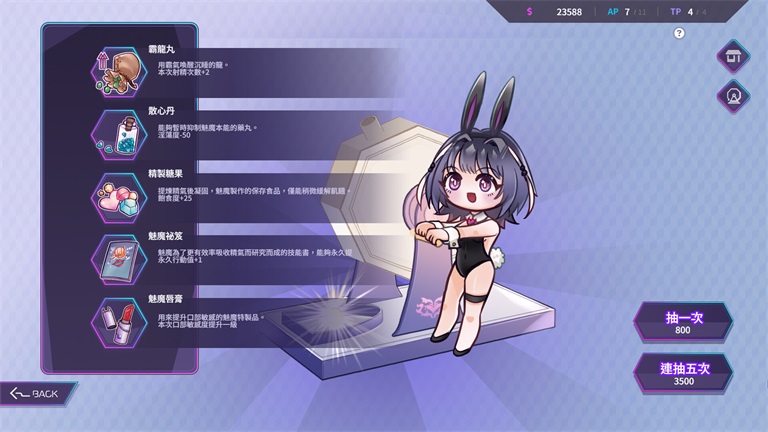 $ 23588 AP 7 / 11 TP 4 / 4
?
霸龍丸
用霸氣喚醒沉睡的龍。
本次射精次數+2
散心丹
能夠暫時抑制魅魔本能的藥丸。
淫蕩度-50
精製糖果
提煉精氣後凝固，魅魔製作的保存食品，僅能稍微緩解飢餓。
飽食度+25
魅魔祕笈
魅魔為了更有效率吸收精氣而研究而成的技能書，能夠永久提
永久行動值+1
魅魔唇膏
用來提升口部敏感的魅魔特製品。
本次口部敏感度提升一級
抽一次
800
連抽五次
3500
BACK